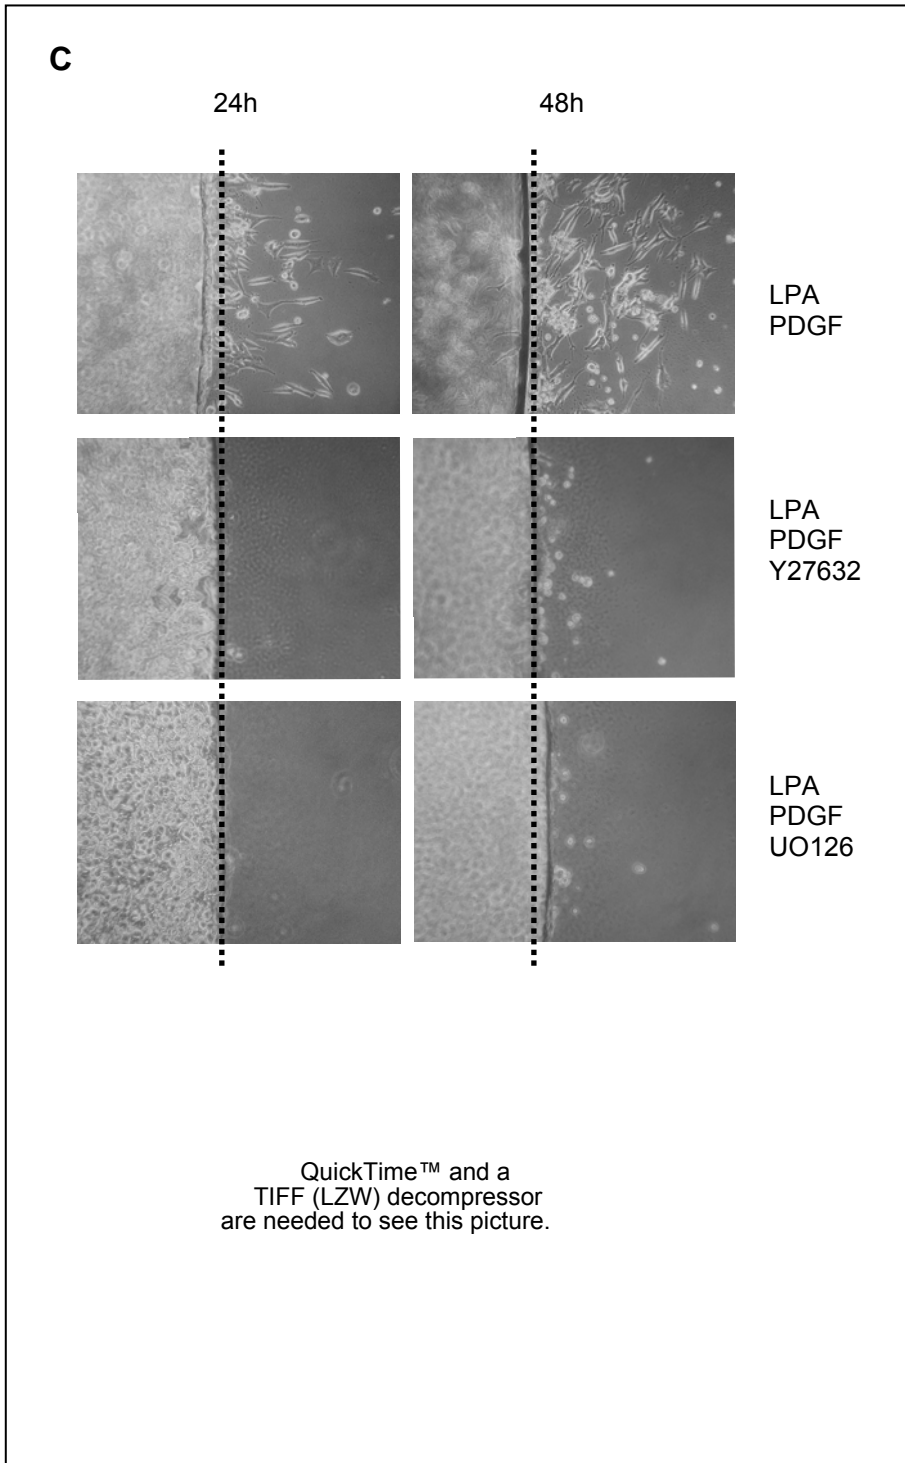 C
24h
48h
LPA
PDGF
LPA
PDGF
Y27632
LPA
PDGF
UO126
QuickTime™ and a
TIFF (LZW) decompressor
are needed to see this picture.